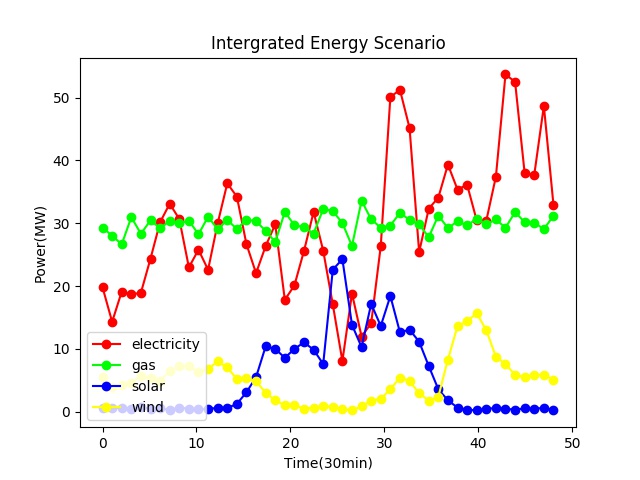 Intergrated Energy Scenario
Power(MW)
50
40
30
20
10
0
electricity
gas
solar
wind
0 10 20 30 40 50
Time(30min)